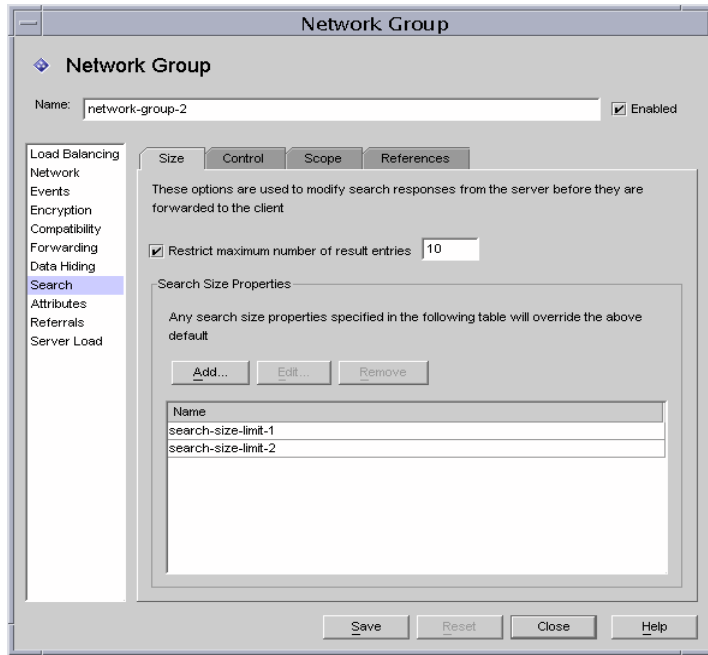 Network Group
Network Group
Name: network-group-2 Enabled
Load Balancing
Network
Events
Encryption
Compatibility
Forwarding
Data Hiding
Search
Attributes
Referrals
Server Load
Size Control Scope References
These options are used to modify search responses from the server before they are
forwarded to the client
Restrict maximum number of result entries 10
Search Size Properties
Any search size properties specified in the following table will override the above
default
Add... Edit... Remove
Name
search-size-limit-1
search-size-limit-2
Save Reset Close Help